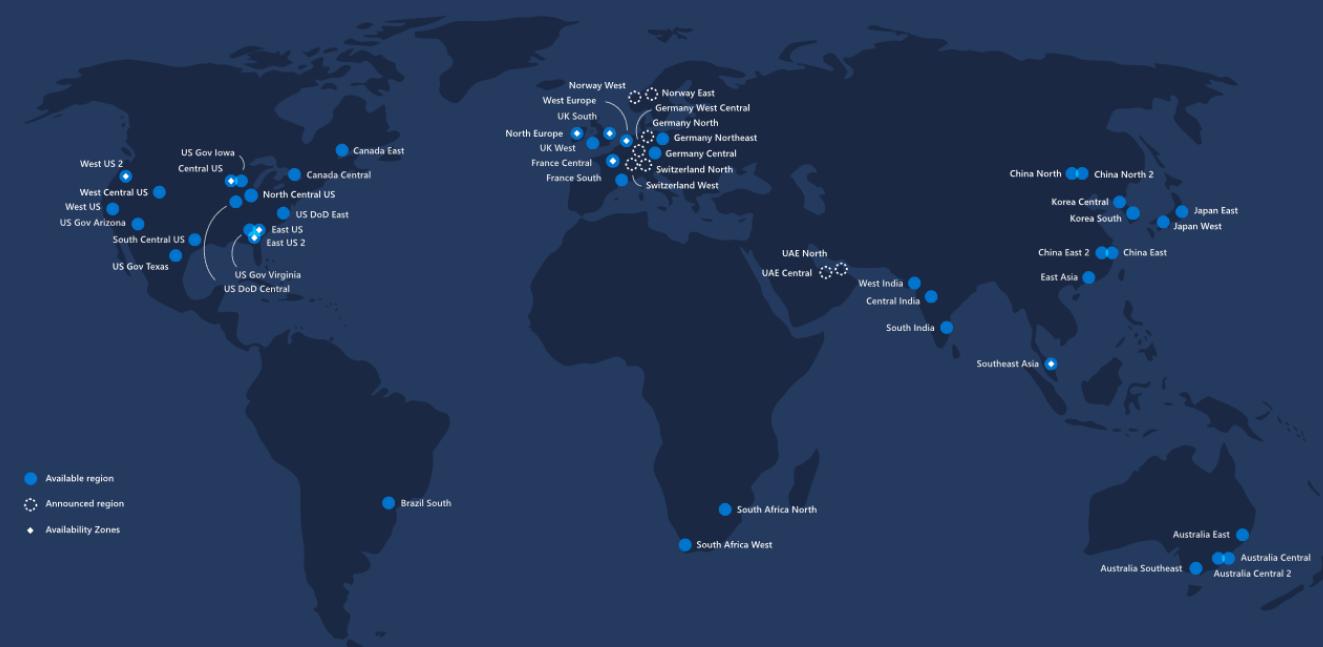 Norway West
Norway East
West Europe
Germany West Central
UK South
Germany North
North Europe
Germany Northeast
UK West
Germany Central
France Central
Switzerland North
France South
Switzerland West
US Gov Iowa
Canada East
Central US
West US 2
Canada Central
West Central US
North Central US
West US
US DoD East
US Gov Arizona
East US
South Central US
East US 2
US Gov Texas
US Gov Virginia
US DoD Central
China North
China North 2
Korea Central
Japan East
Korea South
Japan West
UAE North
China East 2
China East
UAE Central
East Asia
West India
Central India
South India
Southeast Asia
Available region
Announced region
Availability Zones
Brazil South
South Africa North
South Africa West
Australia East
Australia Central
Australia Southeast
Australia Central 2